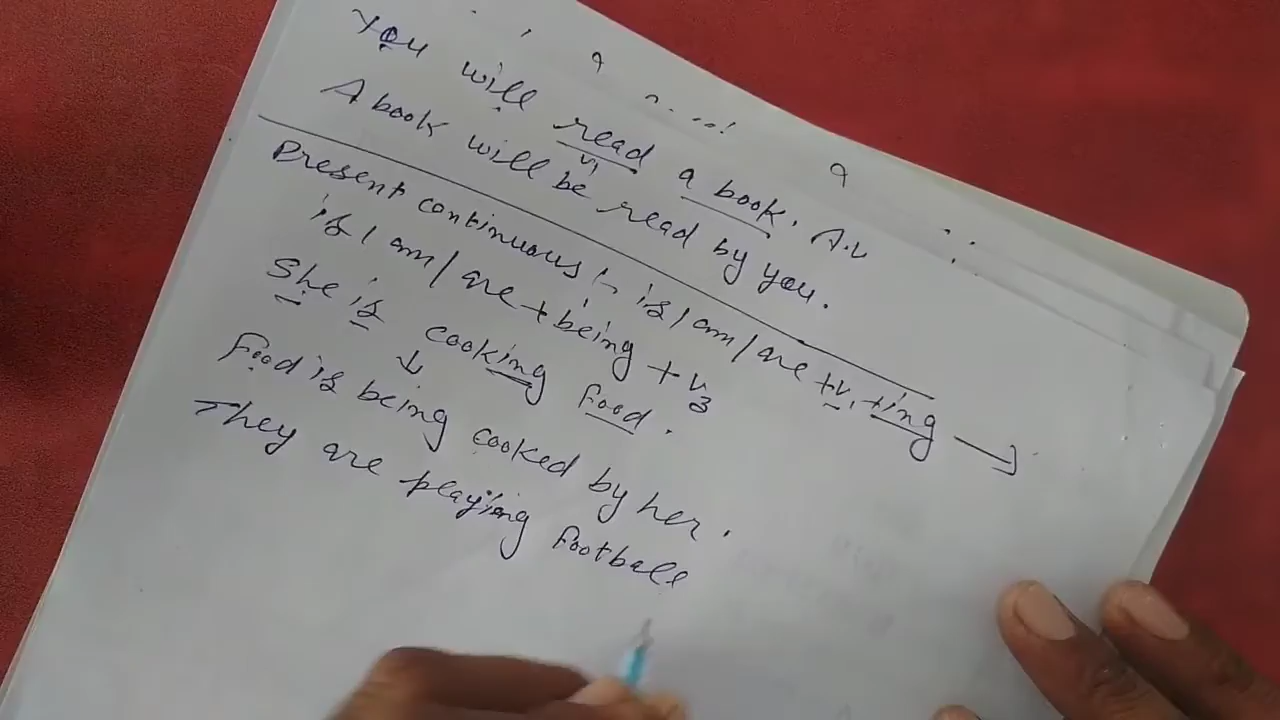 You will read a book. A.V
V1
A book will be read by you.
Present continuous :- is / am / are + V1 + ing →
is / am / are + being + V3
She is cooking food.
↓
Food is being cooked by her.
They are playing football